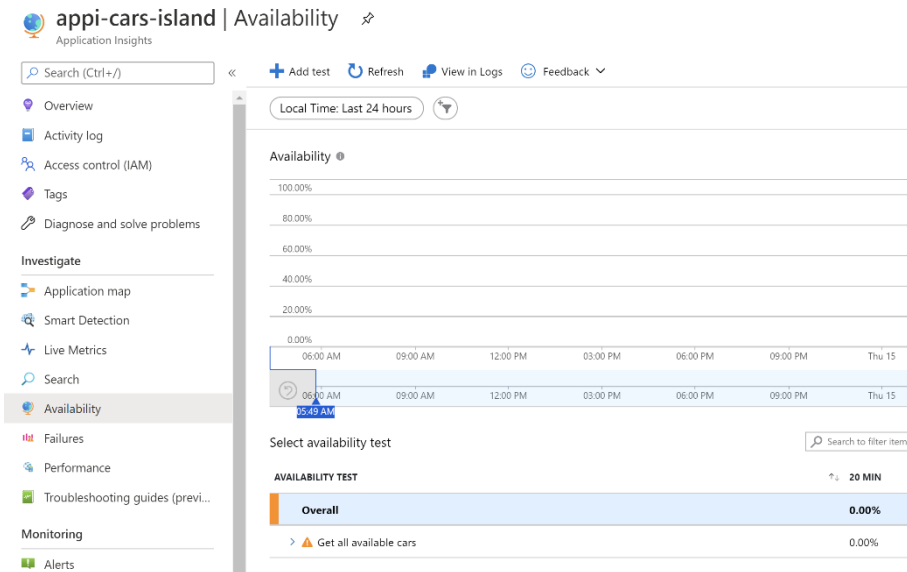 appi-cars-island | Availability
Application Insights
Search (Ctrl+/)
«
Overview
Activity log
Access control (IAM)
Tags
Diagnose and solve problems
Investigate
Application map
Smart Detection
Live Metrics
Search
Availability
Failures
Performance
Troubleshooting guides (previ...
Monitoring
Alerts
Add test Refresh View in Logs Feedback
Local Time: Last 24 hours
Availability
100.00%
80.00%
60.00%
40.00%
20.00%
0.00%
06:00 AM 09:00 AM 12:00 PM 03:00 PM 06:00 PM 09:00 PM Thu 15
06:00 AM 09:00 AM 12:00 PM 03:00 PM 06:00 PM 09:00 PM Thu 15
05:49 AM
Select availability test
Search to filter item
AVAILABILITY TEST 20 MIN
Overall 0.00%
Get all available cars 0.00%